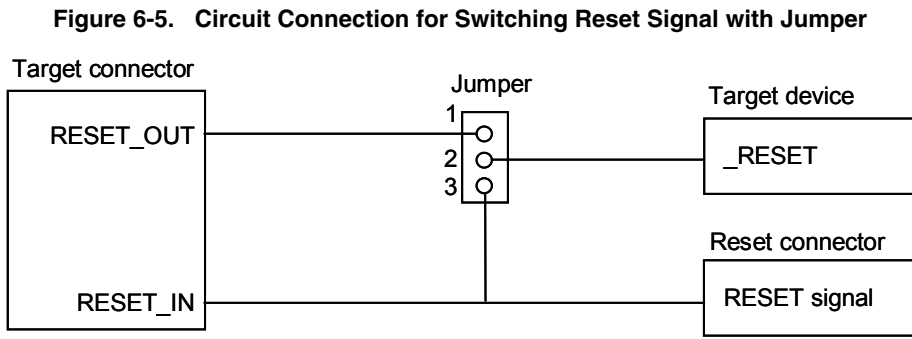 Figure 6-5. Circuit Connection for Switching Reset Signal with Jumper
Target connector
Jumper
Target device
RESET_OUT
1
2
3
_RESET
Reset connector
RESET_IN
RESET signal